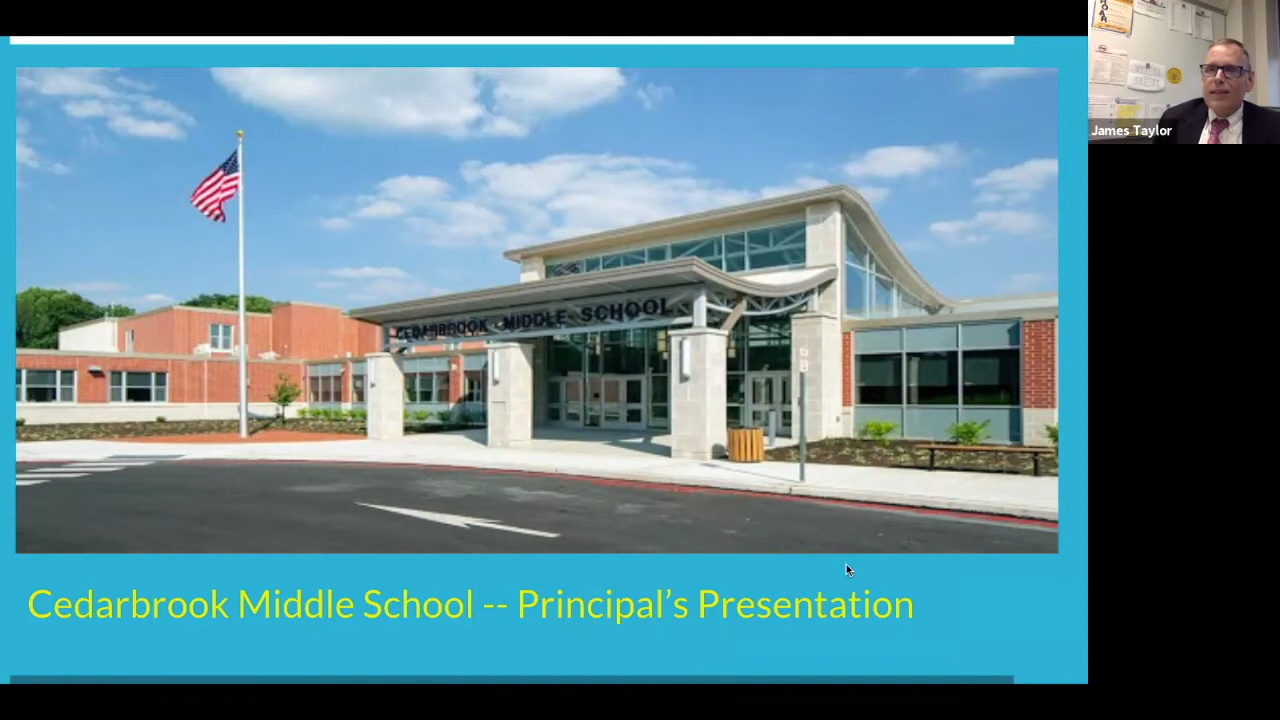 CEDARBROOK MIDDLE SCHOOL
Cedarbrook Middle School -- Principal's Presentation
James Taylor